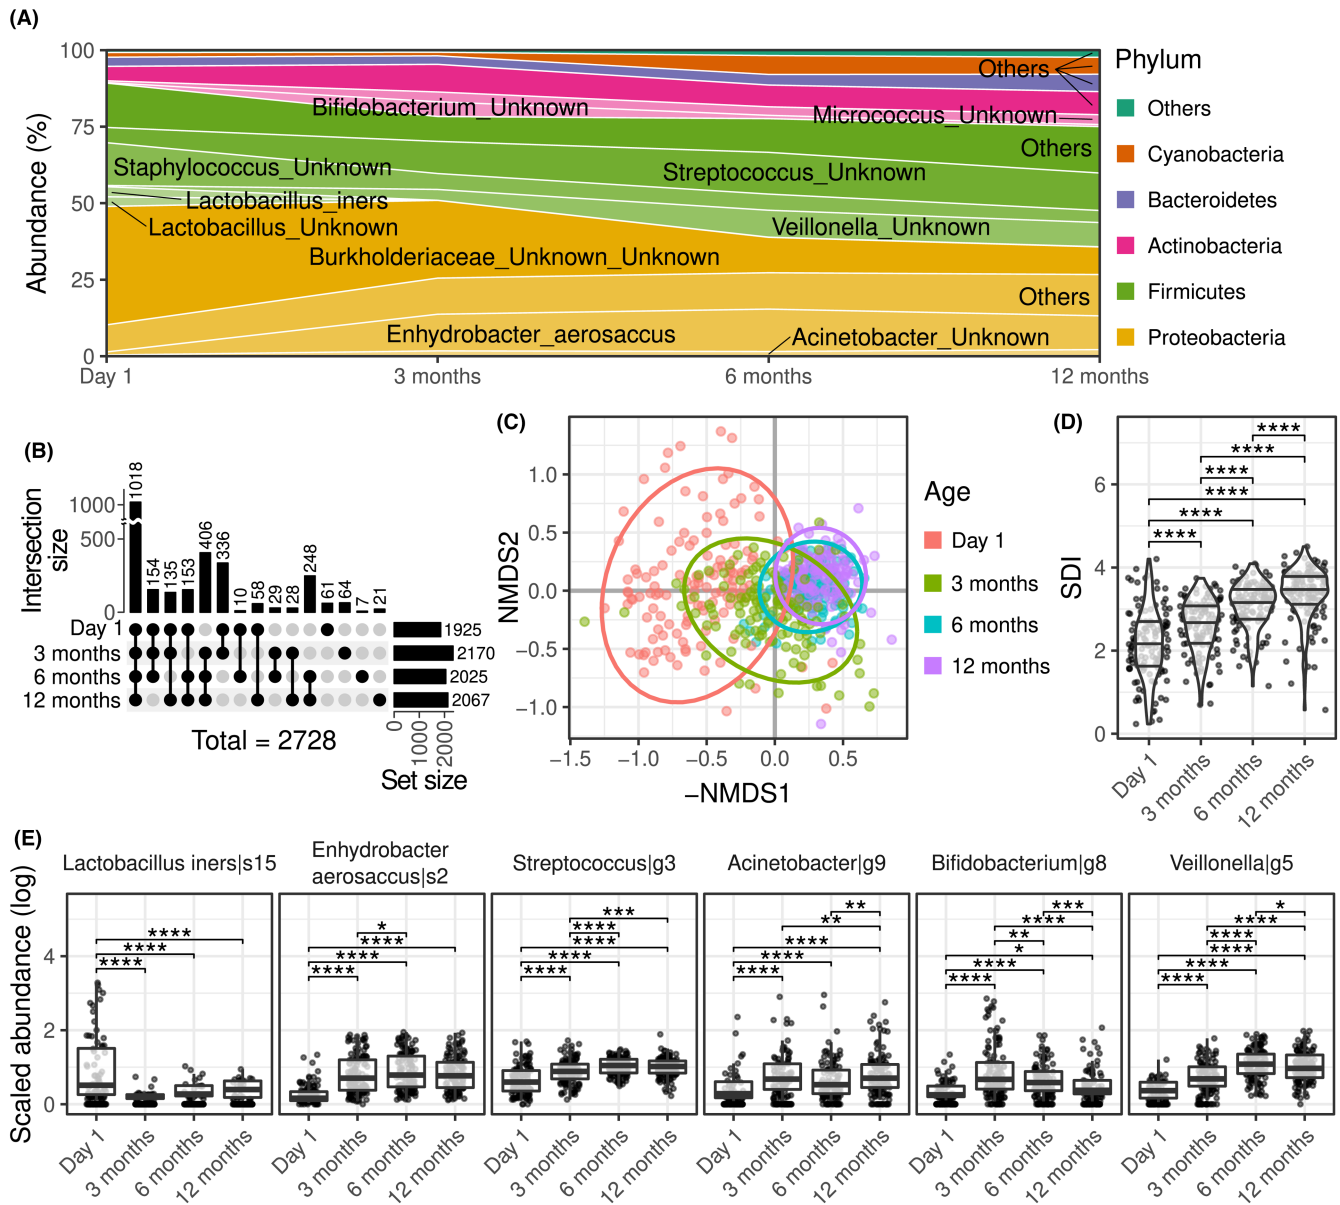 (A)
100
75
50
25
0
Abundance (%)
Others
Bifidobacterium_Unknown
Micrococcus_Unknown
Others
Staphylococcus_Unknown
Streptococcus_Unknown
Lactobacillus_iners
Lactobacillus_Unknown
Veillonella_Unknown
Burkholderiaceae_Unknown_Unknown
Others
Enhydrobacter_aerosaccus
Acinetobacter_Unknown
Day 1
3 months
6 months
12 months
Phylum
Others
Cyanobacteria
Bacteroidetes
Actinobacteria
Firmicutes
Proteobacteria
(B)
Intersection
size
1000
500
0
1018
154
135
153
406
336
10
58
29
28
248
61
64
7
21
Day 1
3 months
6 months
12 months
1925
2170
2025
2067
0
1000
2000
Total = 2728
Set size
(C)
NMDS2
1.0
0.5
0.0
−0.5
−1.0
−1.5
−1.0
−0.5
0.0
0.5
−NMDS1
Age
Day 1
3 months
6 months
12 months
(D)
SDI
6
4
2
0
****
****
****
****
****
****
Day 1
3 months
6 months
12 months
(E)
Scaled abundance (log)
4
2
0
Lactobacillus iners|s15
****
****
****
Day 1
3 months
6 months
12 months
Enhydrobacter
aerosaccus|s2
*
****
****
****
Day 1
3 months
6 months
12 months
Streptococcus|g3
***
****
****
****
****
Day 1
3 months
6 months
12 months
Acinetobacter|g9
**
**
****
****
****
Day 1
3 months
6 months
12 months
Bifidobacterium|g8
***
****
**
*
****
****
Day 1
3 months
6 months
12 months
Veillonella|g5
*
****
****
****
****
****
Day 1
3 months
6 months
12 months